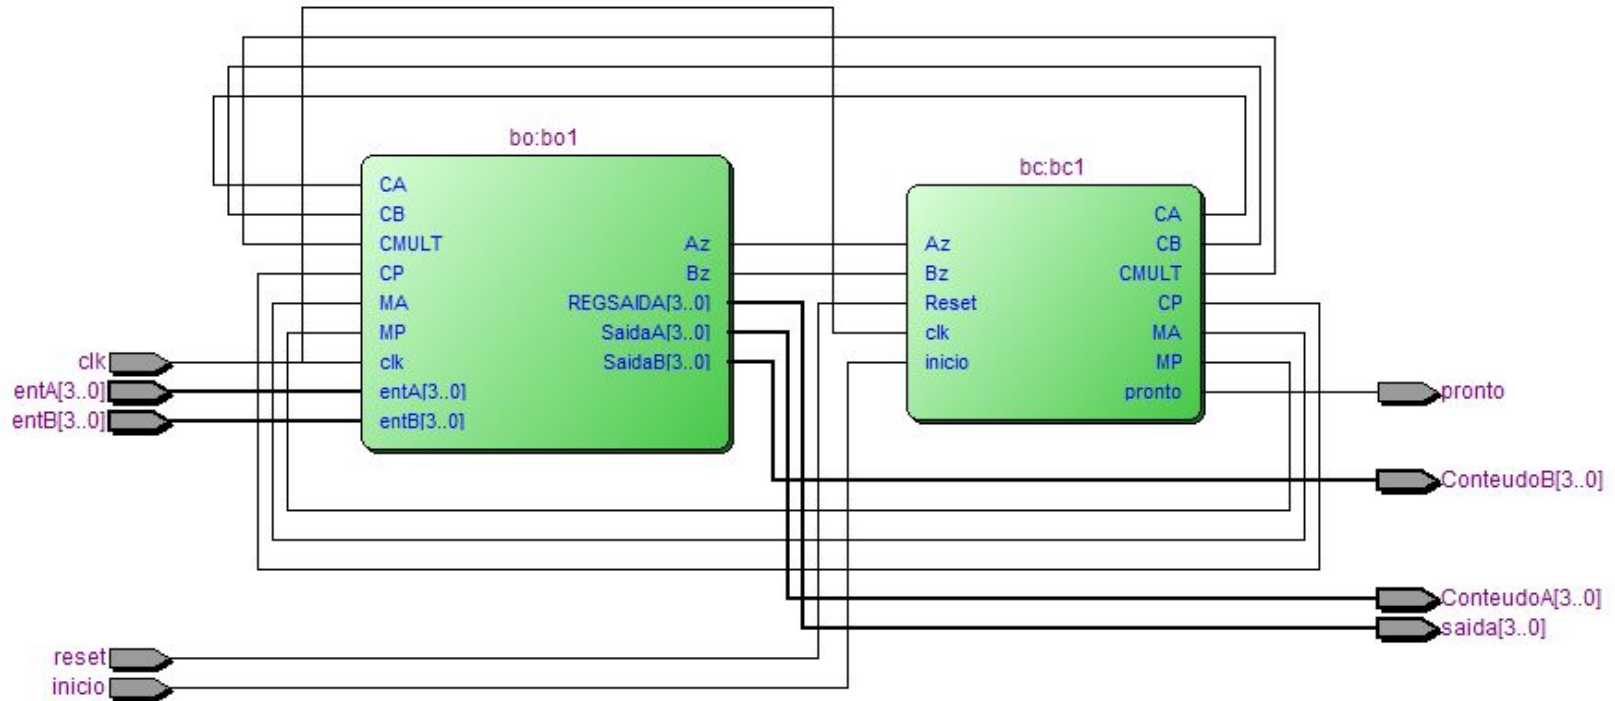 bo:bo1
CA
CB
CMULT
CP
MA
MP
clk
entA[3..0]
entB[3..0]
Az
Bz
REGSAIDA[3..0]
SaidaA[3..0]
SaidaB[3..0]
bc:bc1
Az
Bz
Reset
clk
inicio
CA
CB
CMULT
CP
MA
MP
pronto
clk
entA[3..0]
entB[3..0]
reset
inicio
pronto
ConteudoB[3..0]
ConteudoA[3..0]
saida[3..0]